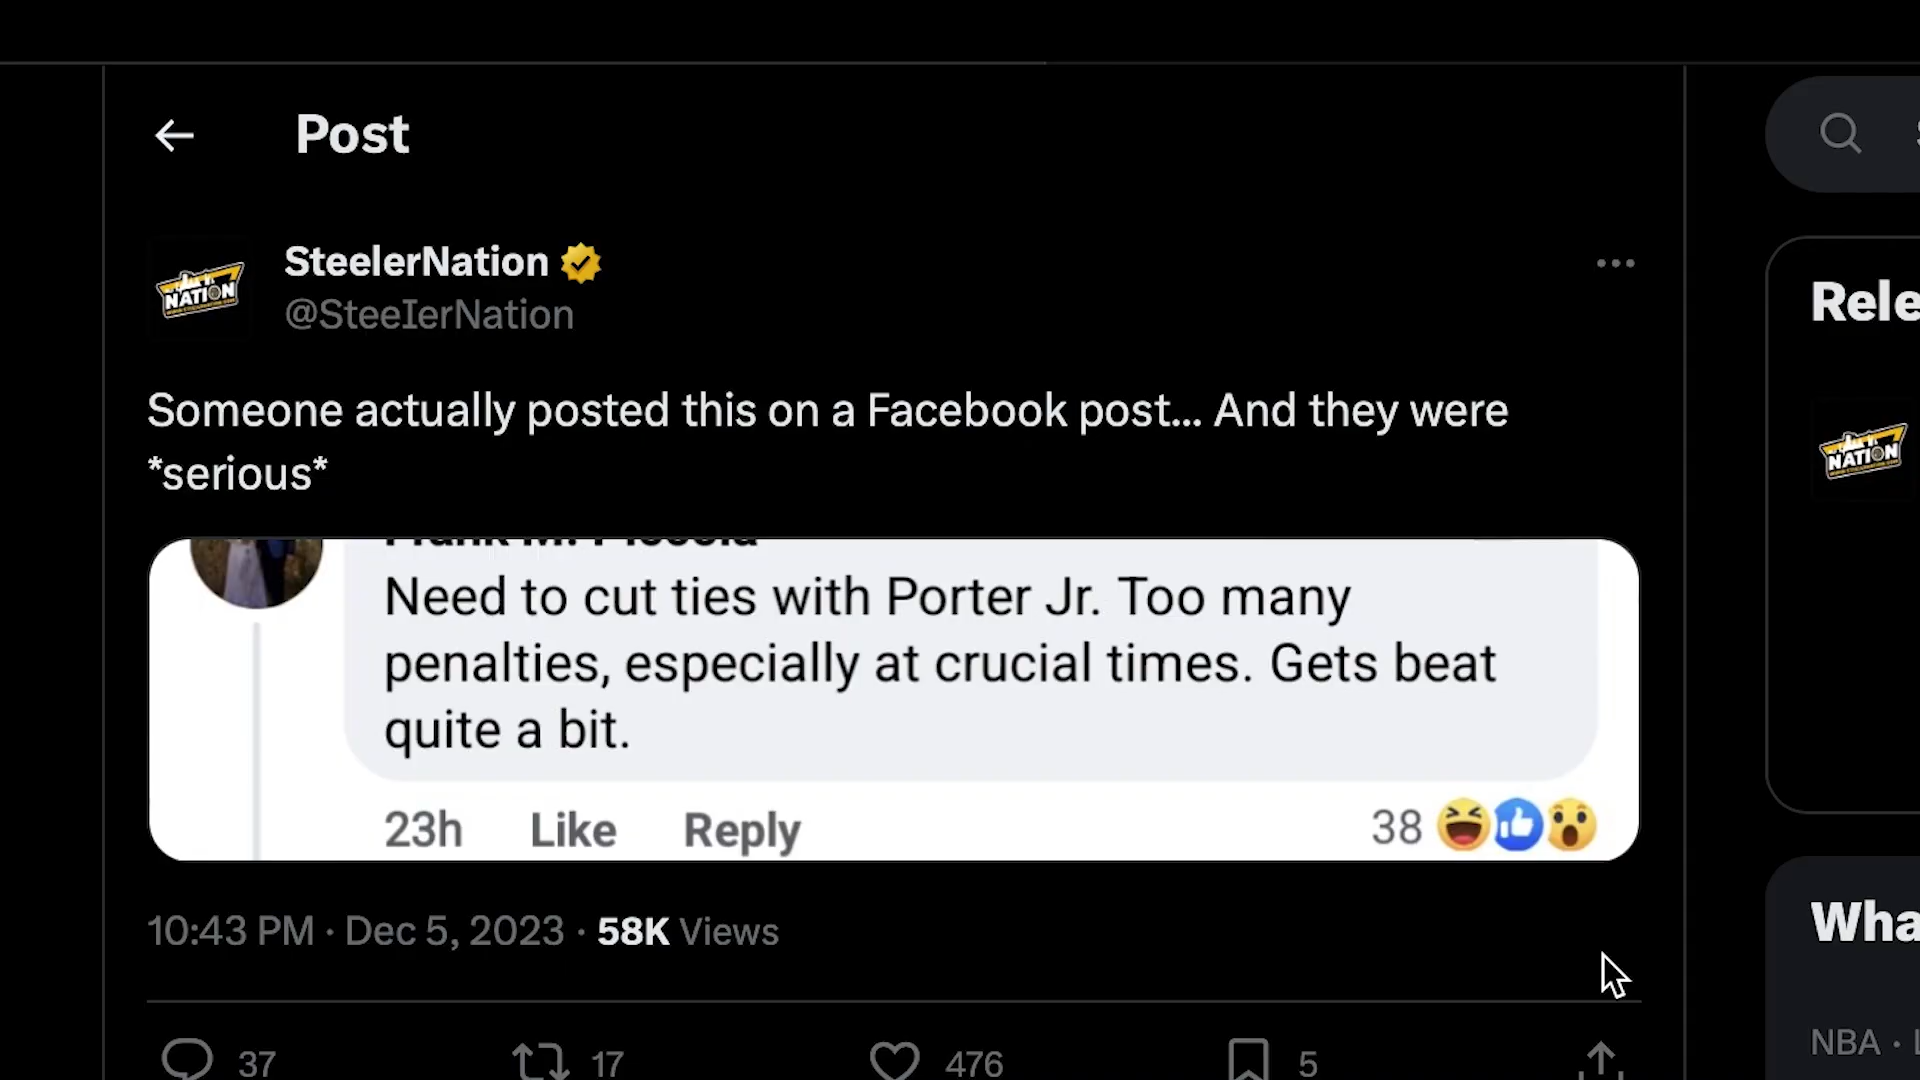 Post
SteelerNation
@SteeIerNation
NATION
Someone actually posted this on a Facebook post... And they were
*serious*
Need to cut ties with Porter Jr. Too many
penalties, especially at crucial times. Gets beat
quite a bit.
23h Like Reply 38
10:43 PM · Dec 5, 2023 · 58K Views
37 17 476 5
Rele
NATION
Wha
NBA ·